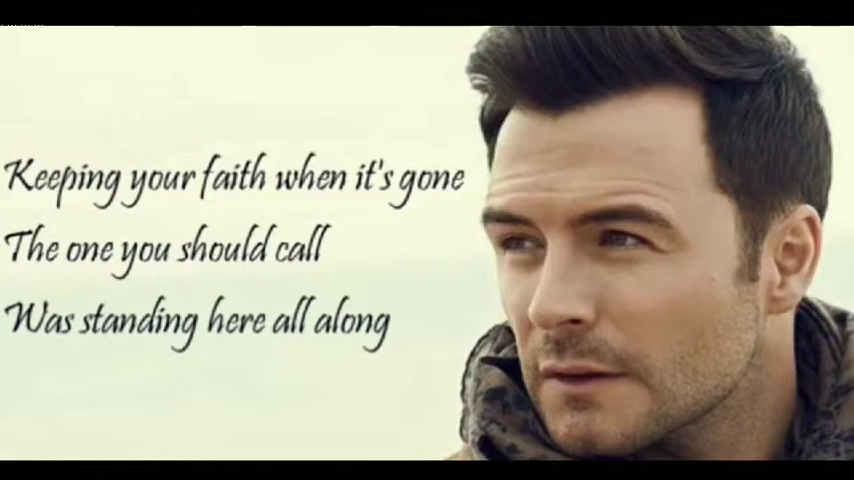 Keeping your faith when it's gone
The one you should call
Was standing here all along